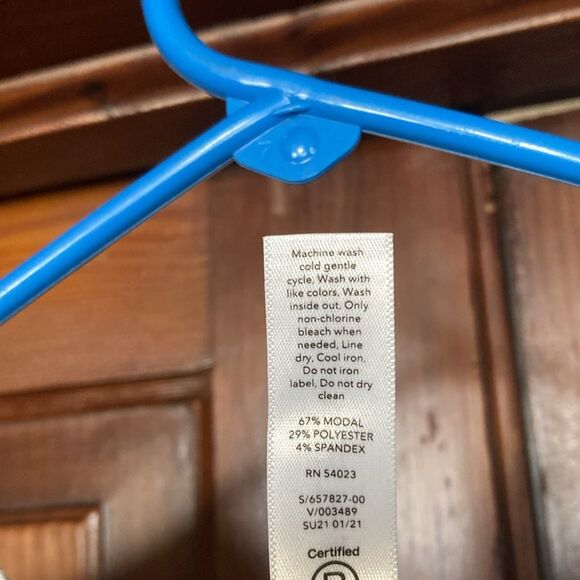 Machine wash
cold gentle
cycle, Wash with
like colors, Wash
inside out, Only
non-chlorine
bleach when
needed, Line
dry, Cool iron,
Do not iron
label, Do not dry
clean
67% MODAL
29% POLYESTER
4% SPANDEX
RN 54023
S/657827-00
V/003489
SU21 01/21
Certified
B